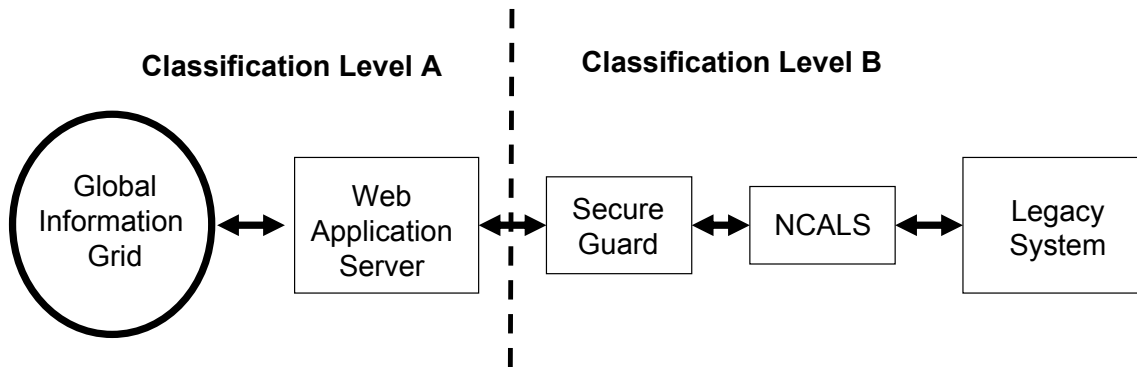 Classification Level A
Classification Level B
Global
Information
Grid
Web
Application
Server
Secure
Guard
NCALS
Legacy
System